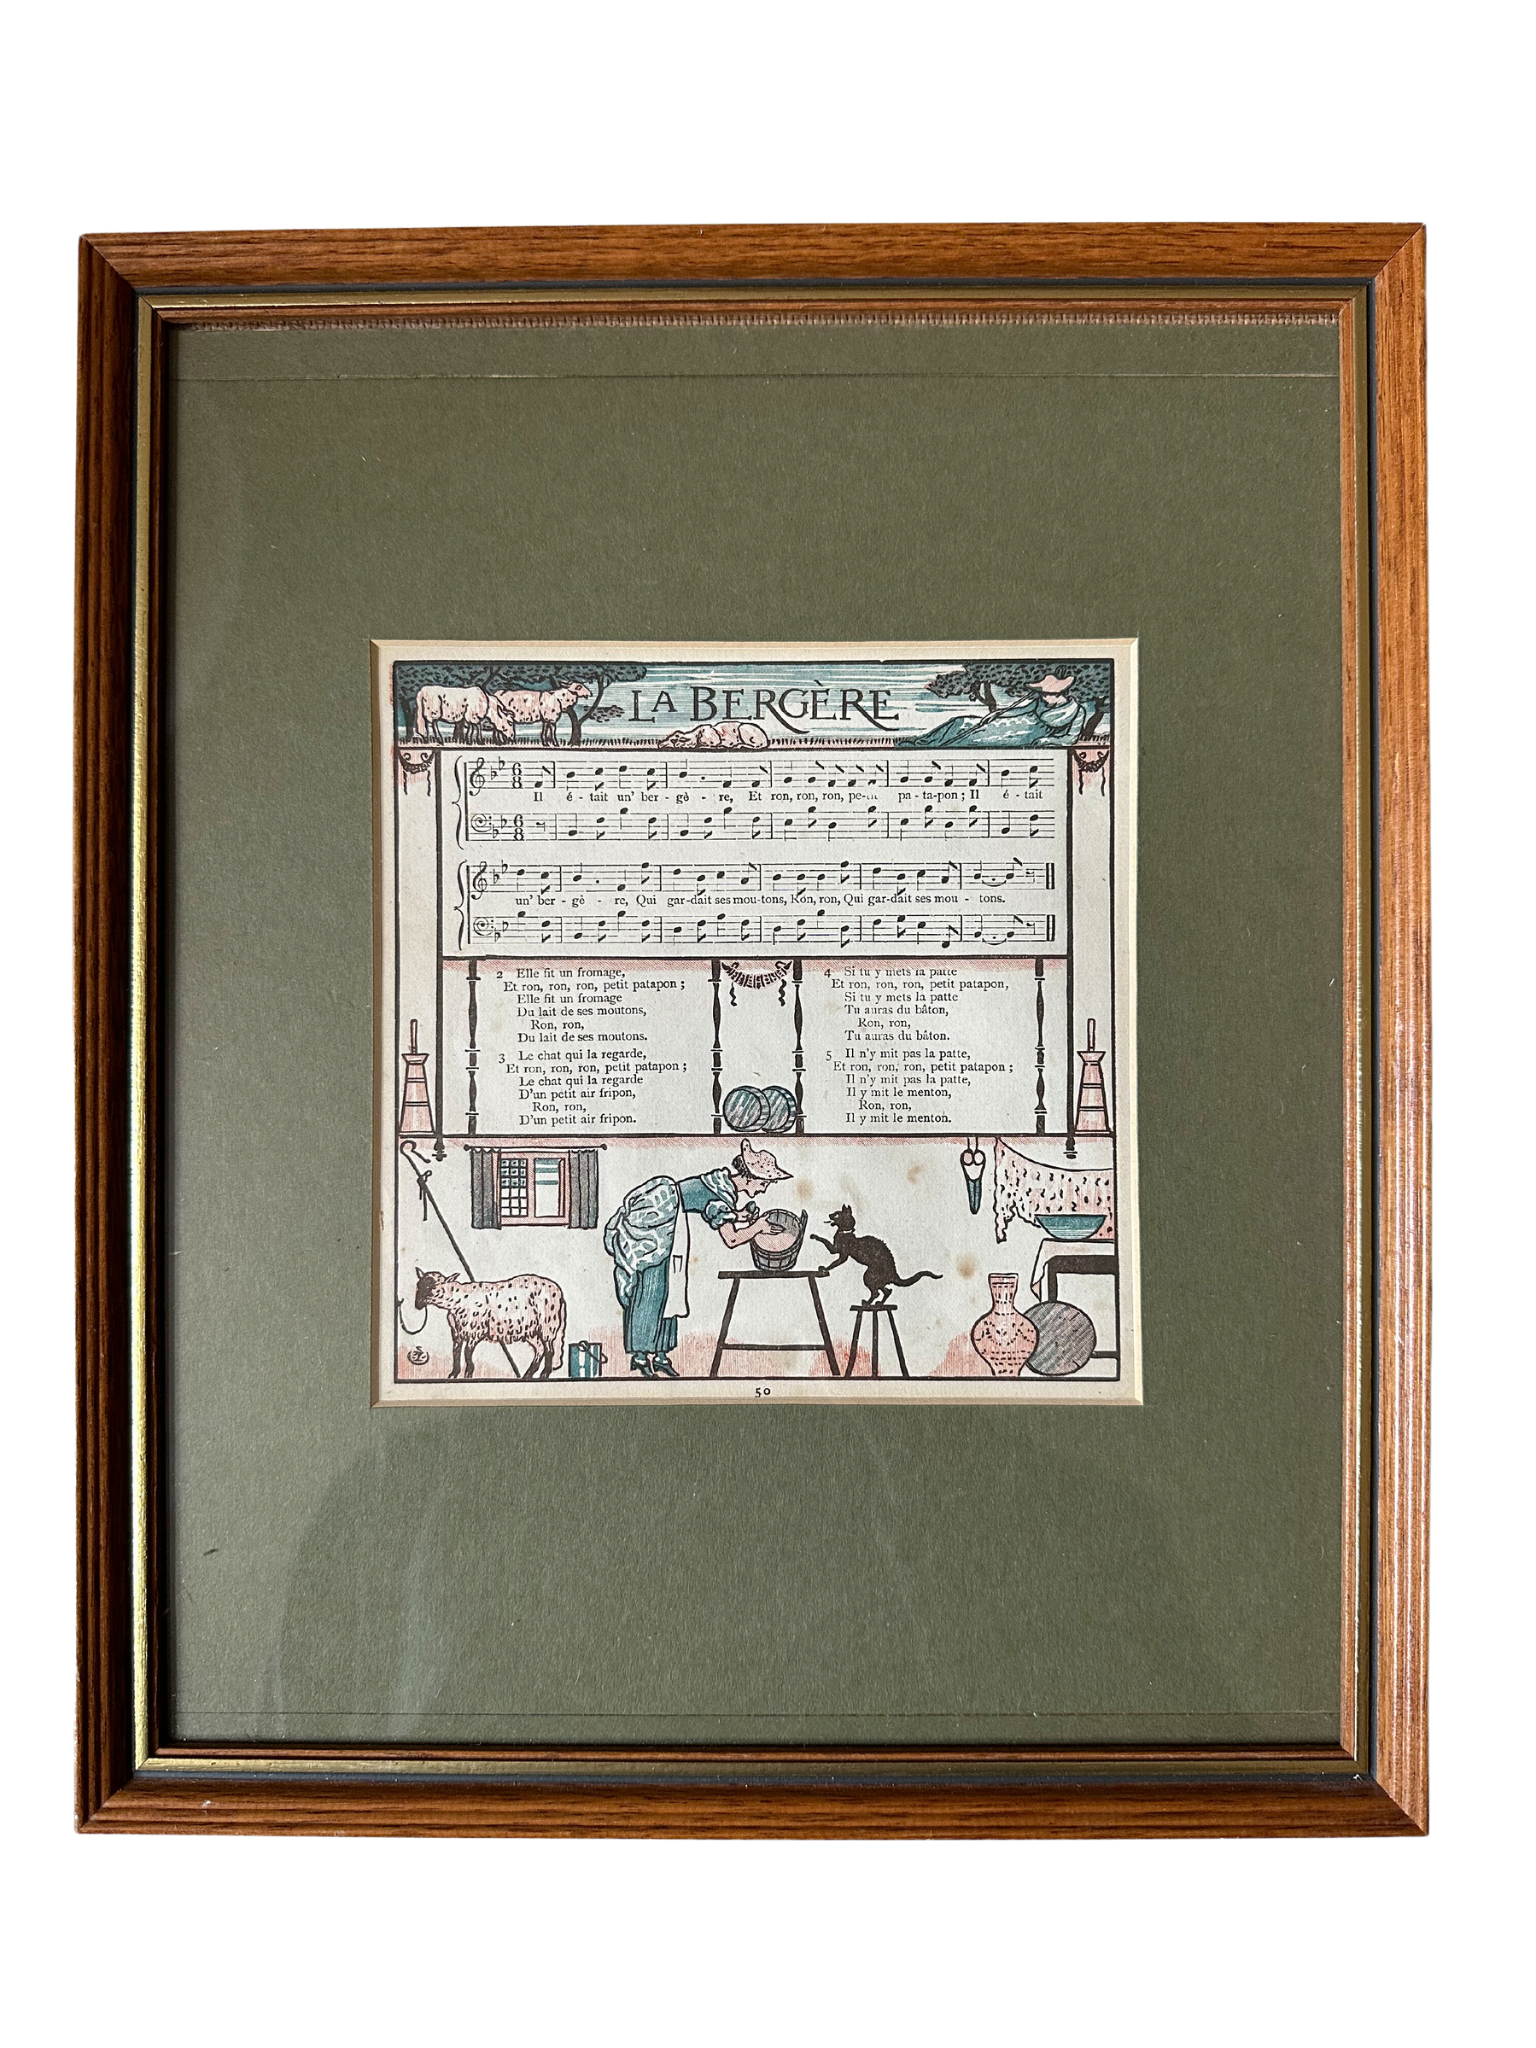 LA BERGÈRE
6 8
Il é - tait un' ber - gè - re, Et ron, ron, ron, pe- pa - ta-pon ; Il é - tait
6 8
un' ber - gè - re, Qui gar-dait ses mou-tons, Ron, ron, Qui gar-dait ses mou - tons.
2 Elle fit un fromage,
Et ron, ron, ron, petit patapon ;
Elle fit un fromage
Du lait de ses moutons,
Ron, ron,
Du lait de ses moutons.
3 Le chat qui la regarde,
Et ron, ron, ron, petit patapon ;
Le chat qui la regarde
D'un petit air fripon,
Ron, ron,
D'un petit air fripon.
4 Si tu y mets la patte
Et ron, ron, ron, petit patapon,
Si tu y mets la patte
Tu auras du bâton,
Ron, ron,
Tu auras du bâton.
5 Il n'y mit pas la patte,
Et ron, ron, ron, petit patapon ;
Il n'y mit pas la patte,
Il y mit le menton,
Ron, ron,
Il y mit le menton.
50